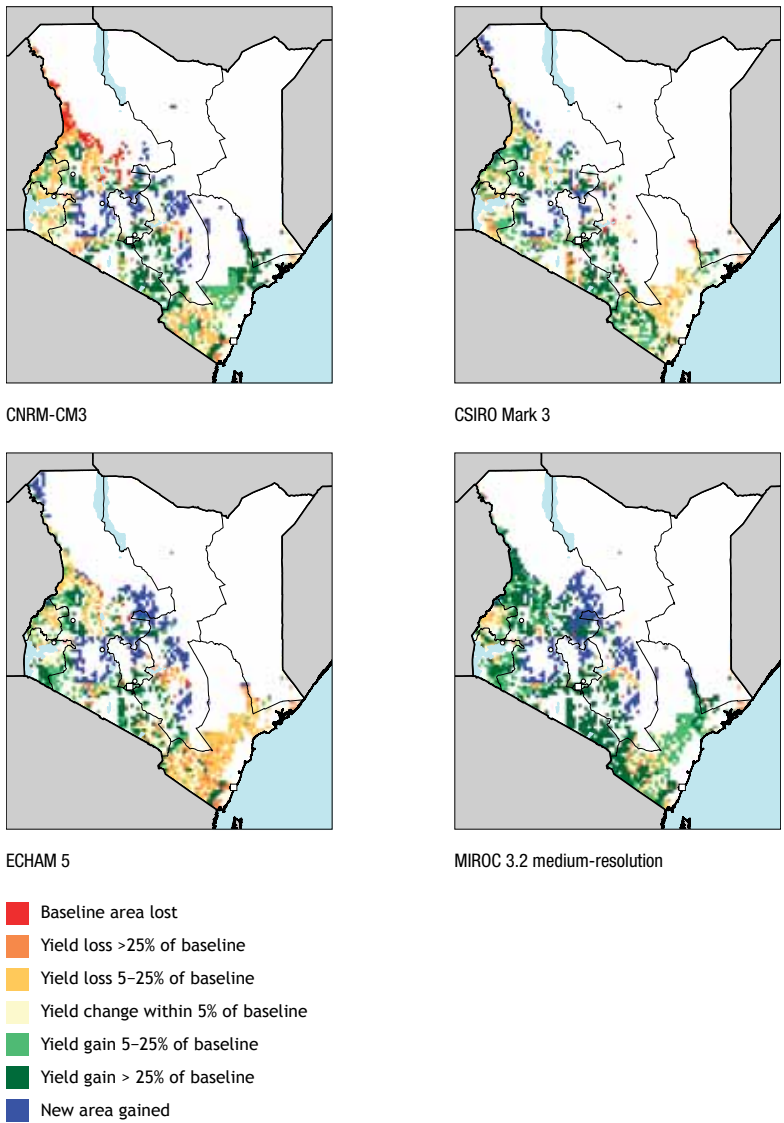 CNRM-CM3
CSIRO Mark 3
ECHAM 5
MIROC 3.2 medium-resolution
Baseline area lost
Yield loss >25% of baseline
Yield loss 5–25% of baseline
Yield change within 5% of baseline
Yield gain 5–25% of baseline
Yield gain > 25% of baseline
New area gained